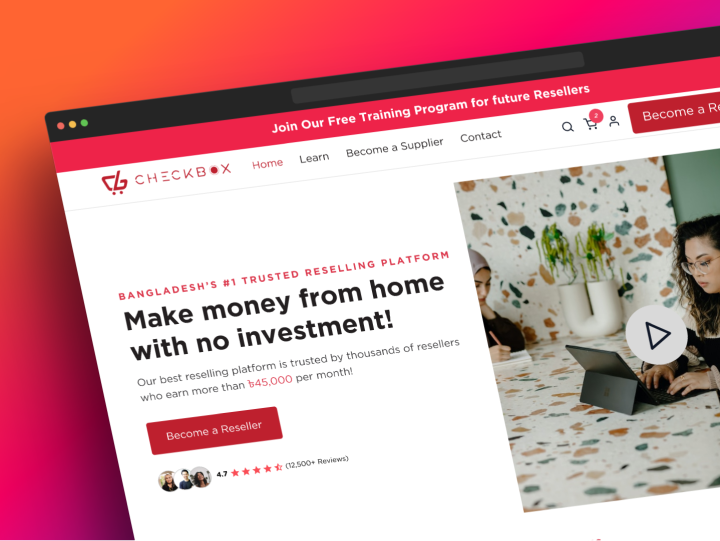 Join Our Free Training Program for future Resellers
CHECKBOX
Home
Learn
Become a Supplier
Contact
2
Become a Re
BANGLADESH'S #1 TRUSTED RESELLING PLATFORM
Make money from home
with no investment!
Our best reselling platform is trusted by thousands of resellers
who earn more than ৳45,000 per month!
Become a Reseller
4.7 (12,500+ Reviews)